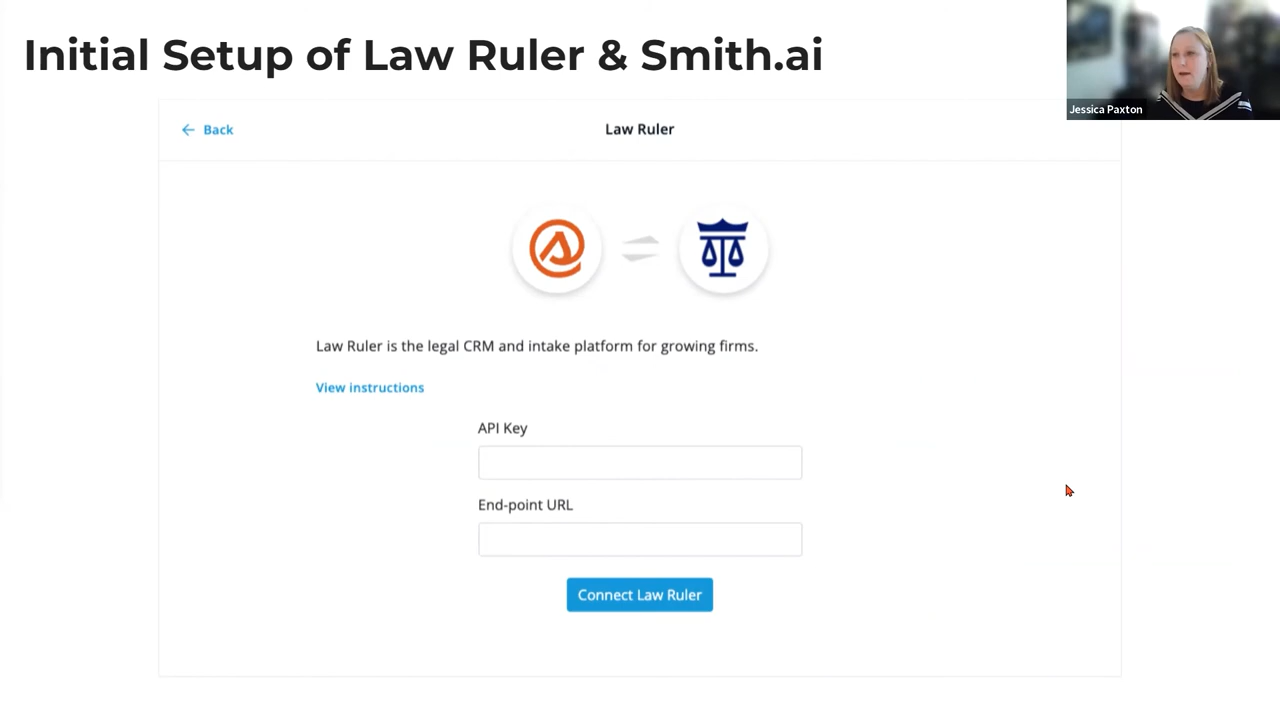 Initial Setup of Law Ruler & Smith.ai
Jessica Paxton
Back
Law Ruler
Law Ruler is the legal CRM and intake platform for growing firms.
View instructions
API Key
End-point URL
Connect Law Ruler